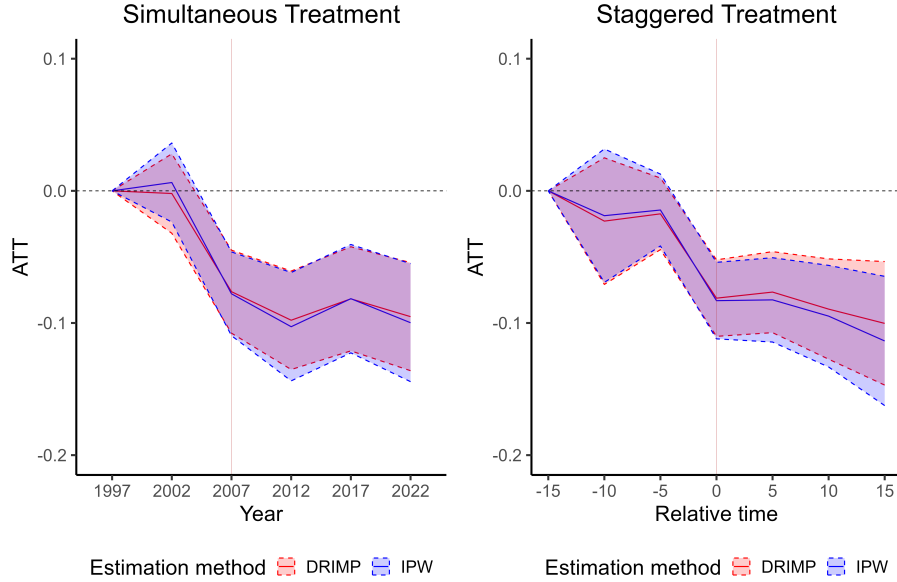 Simultaneous Treatment
ATT
0.1
0.0
-0.1
-0.2
1997 2002 2007 2012 2017 2022
Year
Estimation method DRIMP IPW
Staggered Treatment
ATT
0.1
0.0
-0.1
-0.2
-15 -10 -5 0 5 10 15
Relative time
Estimation method DRIMP IPW